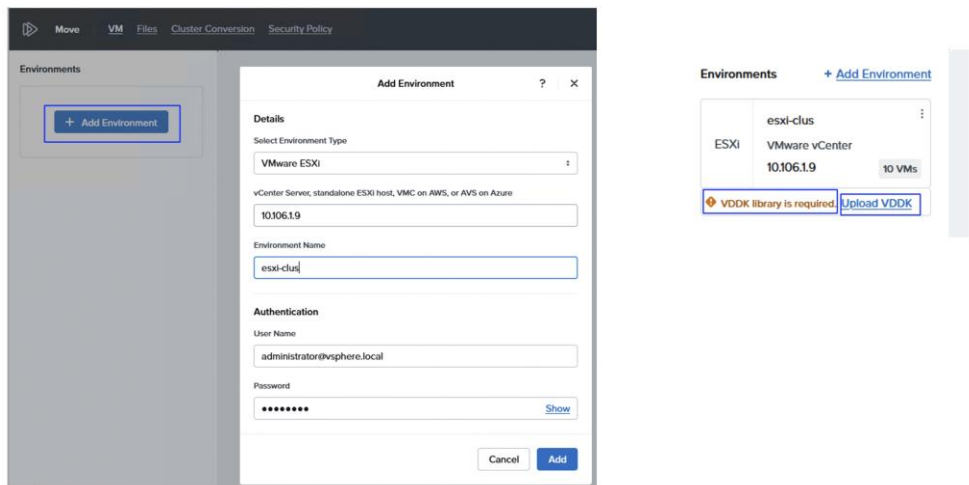 Move VM Files Cluster Conversion Security Policy
Environments
+ Add Environment
Add Environment ? ×
Details
Select Environment Type
VMware ESXi
vCenter Server, standalone ESXi host, VMC on AWS, or AVS on Azure
10.106.1.9
Environment Name
esxi-clus
Authentication
User Name
administrator@vsphere.local
Password
●●●●●●●● Show
Cancel Add
Environments + Add Environment
esxi-clus
ESXi VMware vCenter
10.106.1.9 10 VMs
VDDK library is required. Upload VDDK